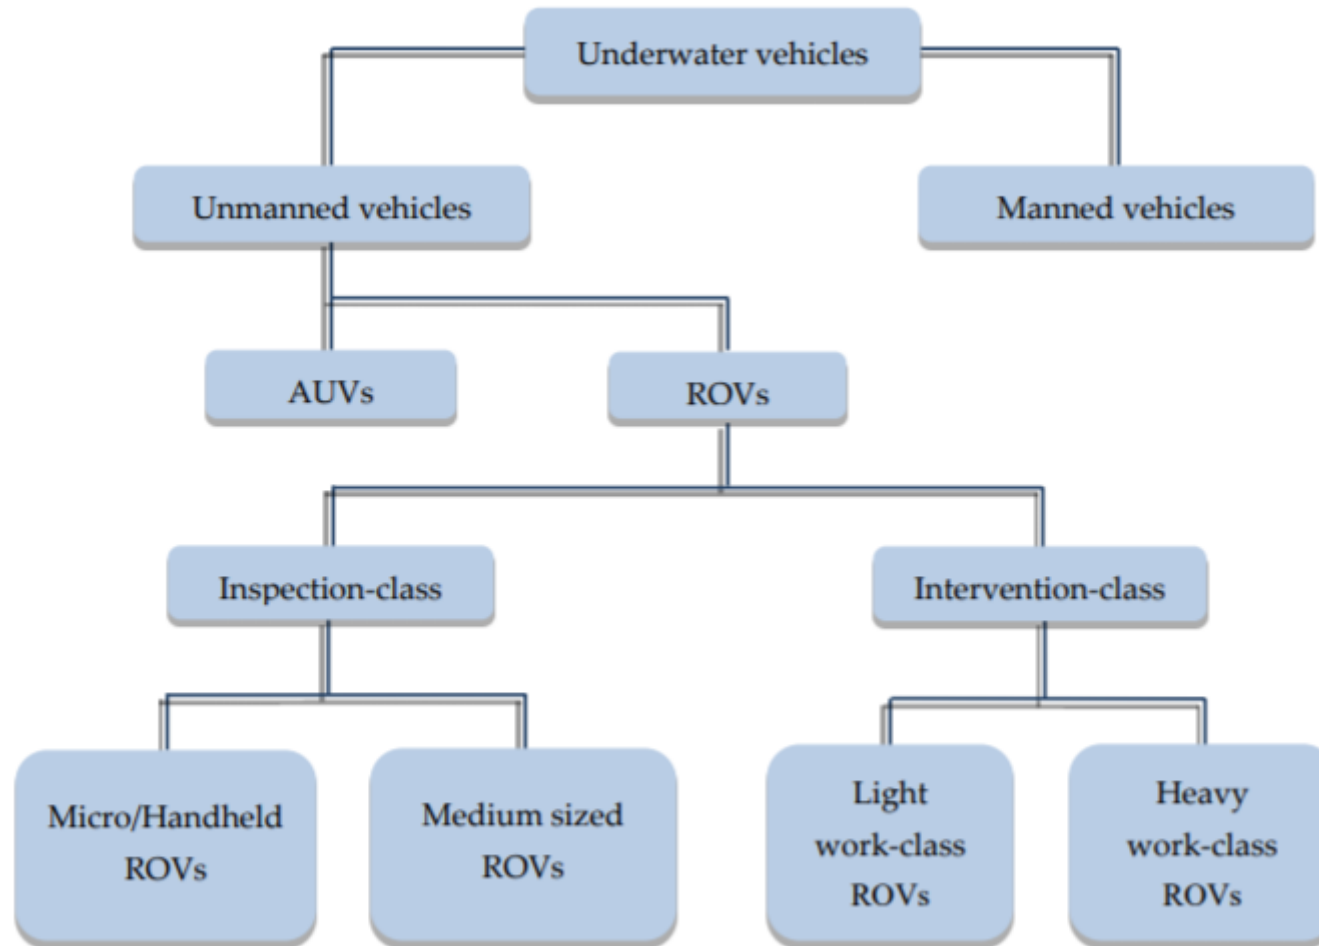 Underwater vehicles
Unmanned vehicles
Manned vehicles
AUVs
ROVs
Inspection-class
Intervention-class
Micro/Handheld
ROVs
Medium sized
ROVs
Light
work-class
ROVs
Heavy
work-class
ROVs